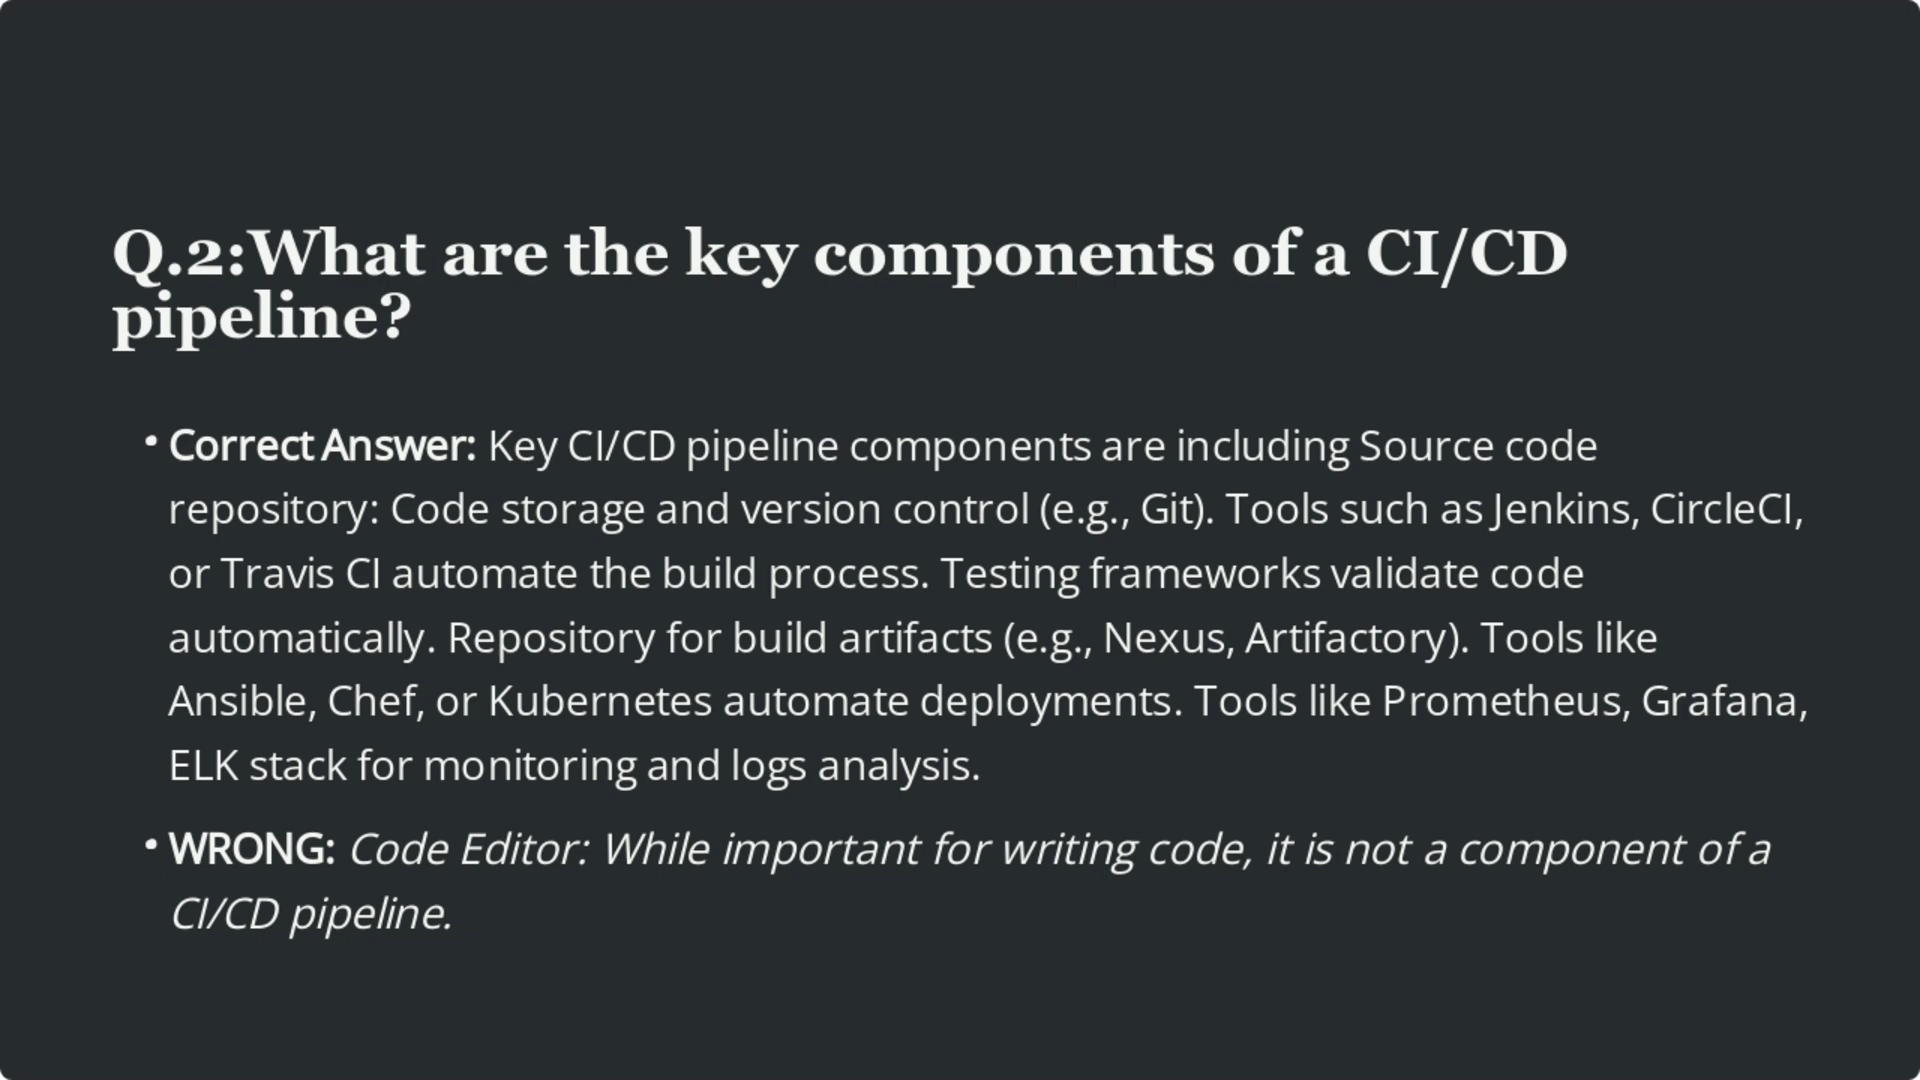 Q.2:What are the key components of a CI/CD
pipeline?
• Correct Answer: Key CI/CD pipeline components are including Source code
repository: Code storage and version control (e.g., Git). Tools such as Jenkins, CircleCI,
or Travis CI automate the build process. Testing frameworks validate code
automatically. Repository for build artifacts (e.g., Nexus, Artifactory). Tools like
Ansible, Chef, or Kubernetes automate deployments. Tools like Prometheus, Grafana,
ELK stack for monitoring and logs analysis.
• WRONG: Code Editor: While important for writing code, it is not a component of a
CI/CD pipeline.